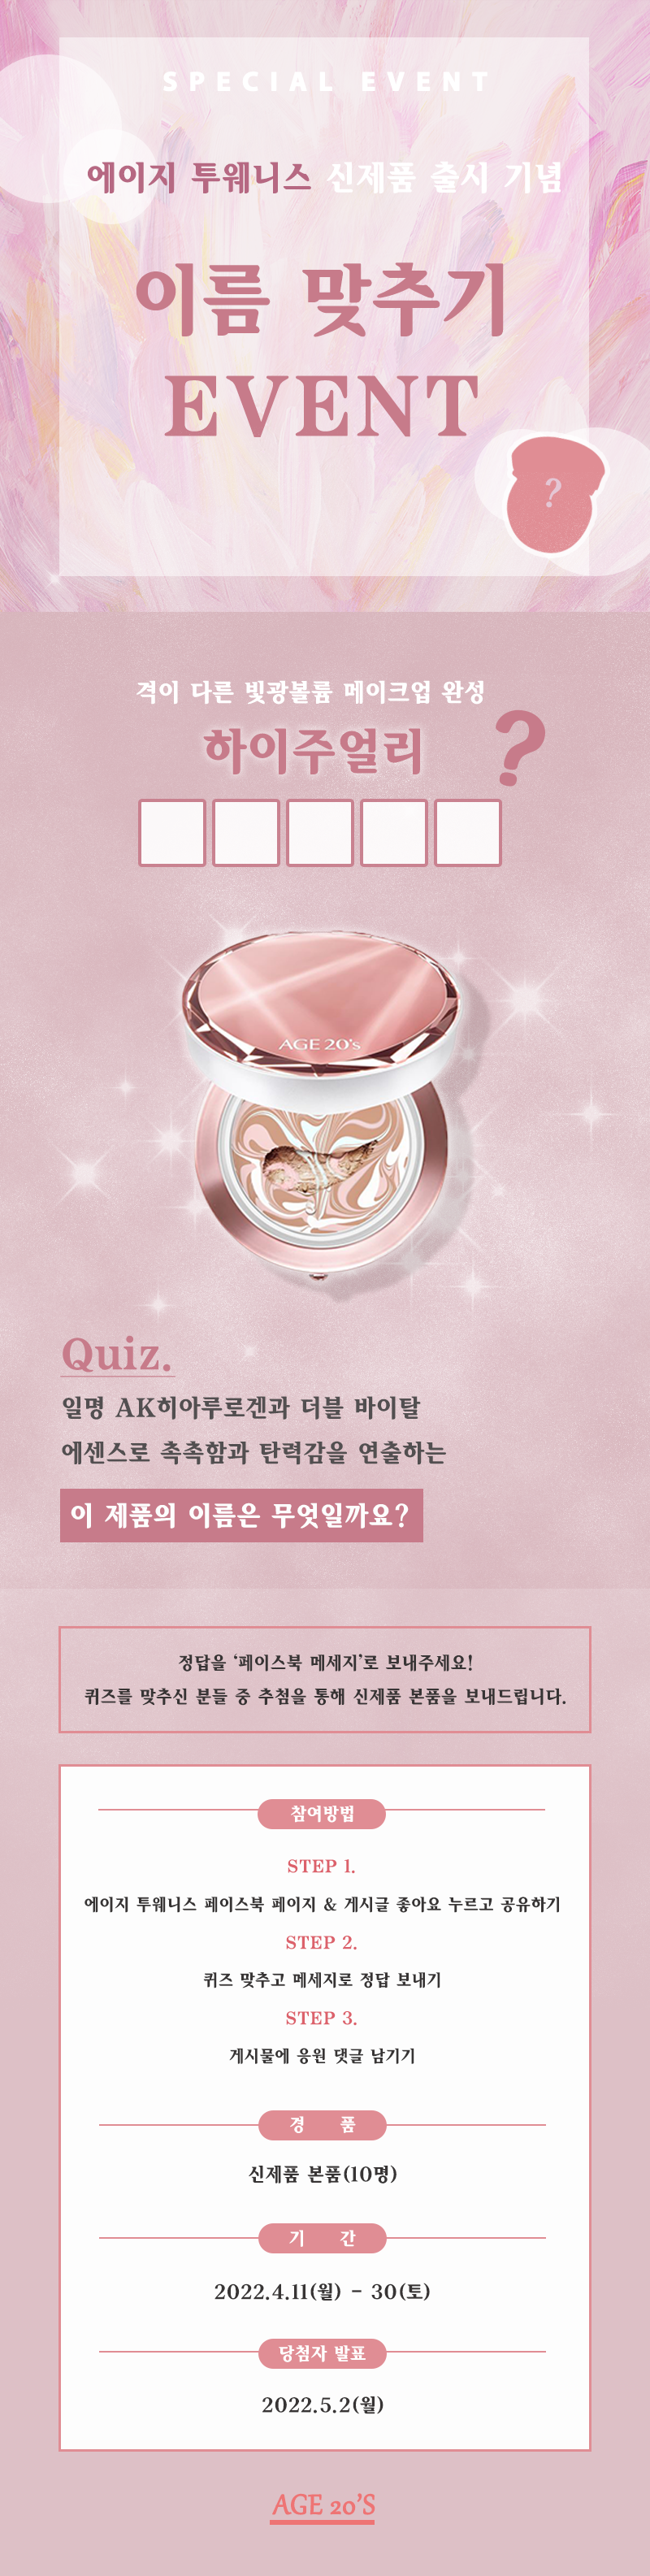 SPECIAL EVENT
에이지 투웨니스 신제품 출시 기념
이름 맞추기
EVENT
?
격이 다른 빛광볼륨 메이크업 완성
하이주얼리
?
AGE 20's
Quiz.
일명 AK히아루로겐과 더블 바이탈
에센스로 촉촉함과 탄력감을 연출하는
이 제품의 이름은 무엇일까요?
정답을 ‘페이스북 메세지’로 보내주세요!
퀴즈를 맞추신 분들 중 추첨을 통해 신제품 본품을 보내드립니다.
참여방법
STEP 1.
에이지 투웨니스 페이스북 페이지 & 게시글 좋아요 누르고 공유하기
STEP 2.
퀴즈 맞추고 메세지로 정답 보내기
STEP 3.
게시물에 응원 댓글 남기기
경 품
신제품 본품(10명)
기 간
2022.4.11(월) - 30(토)
당첨자 발표
2022.5.2(월)
AGE 20’S